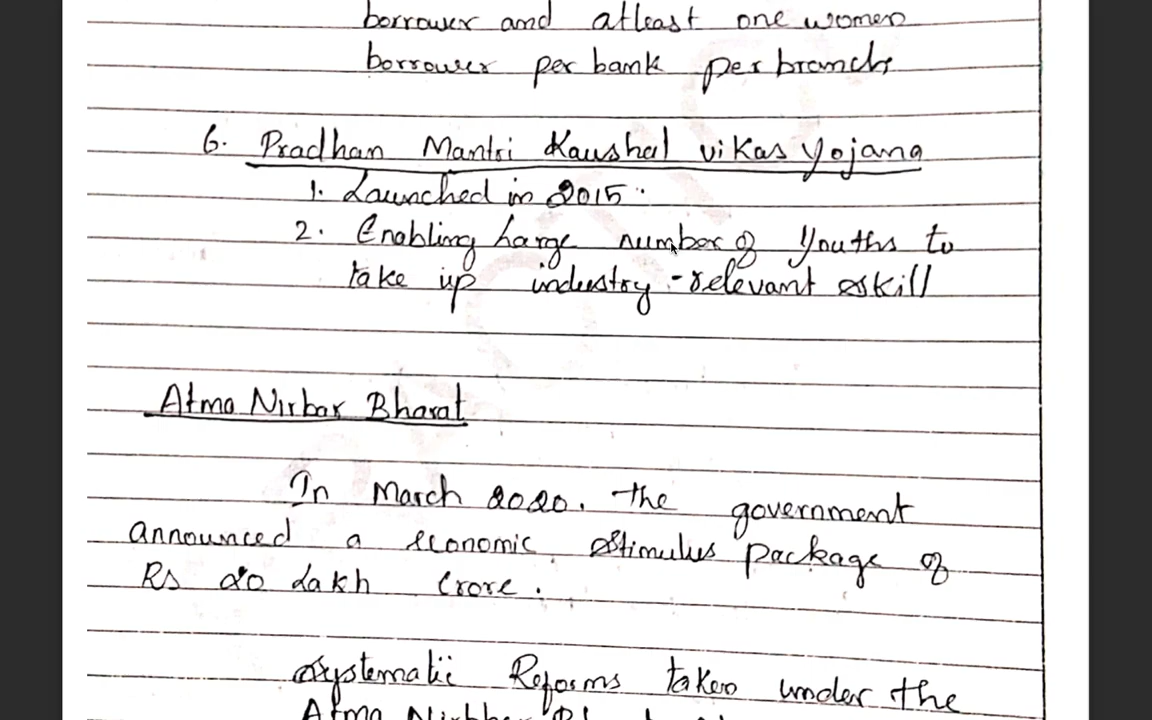 borrower and atleast one women
borrower per bank per branch
6. Pradhan Mantri Kaushal vikas yojana
1. Launched in 2015.
2. Enabling large number of youths to
take up industry - relevant skill
Atma Nirbar Bharat
In March 2020. the government
announced a economic stimulus package of
Rs 20 Lakh Crore.
Systematic Reforms taken under the
Atma Nirbhar